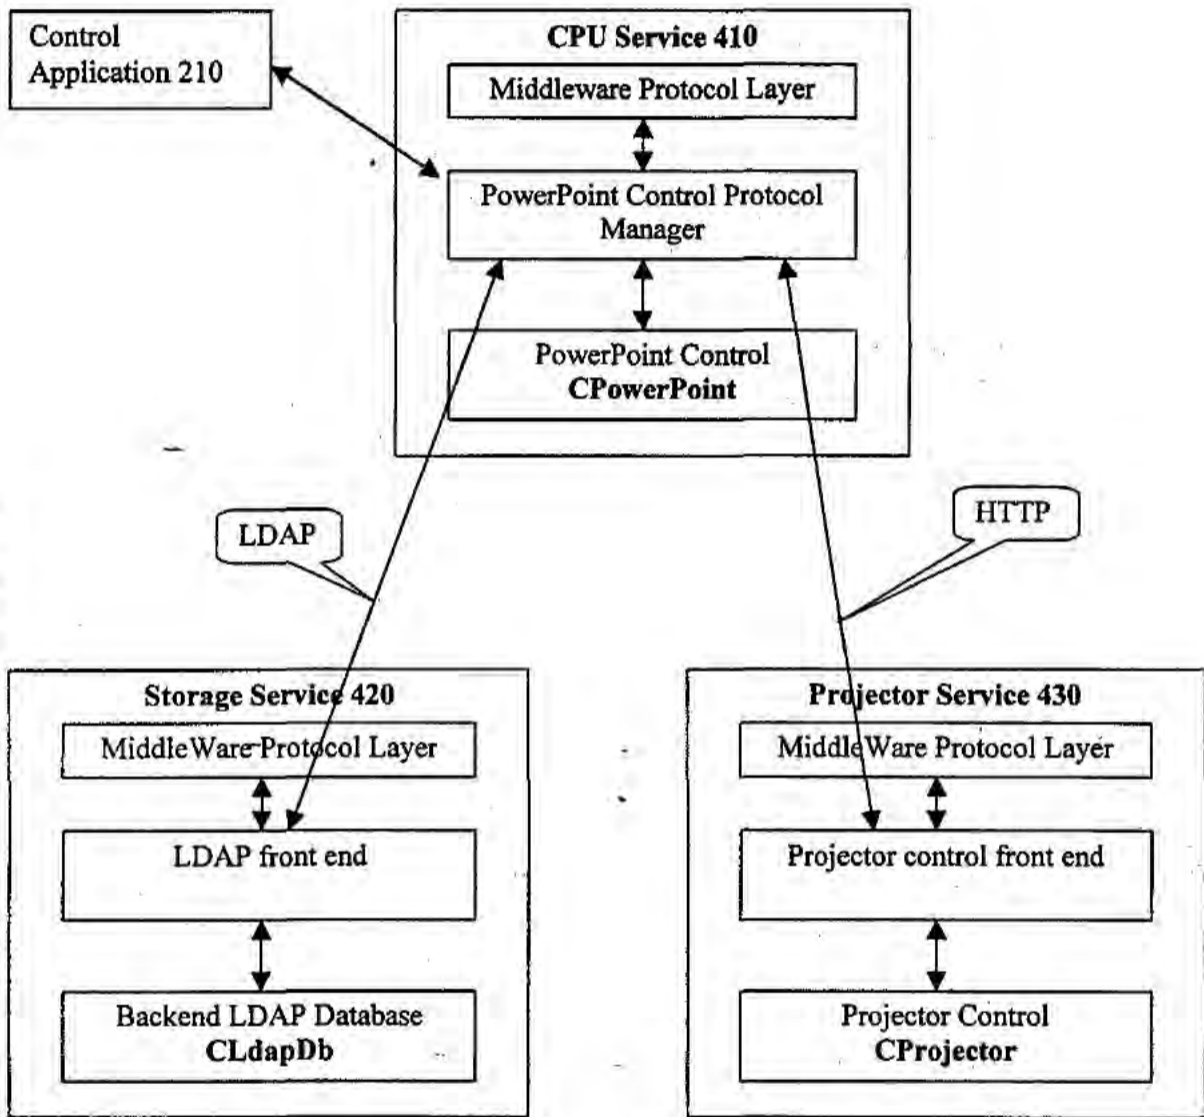 Control
Application 210
CPU Service 410
Middleware Protocol Layer
PowerPoint Control Protocol
Manager
PowerPoint Control
CPowerPoint
LDAP
HTTP
Storage Service 420
MiddleWare Protocol Layer
LDAP front end
Backend LDAP Database
CLdapDb
Projector Service 430
MiddleWare Protocol Layer
Projector control front end
Projector Control
CProjector